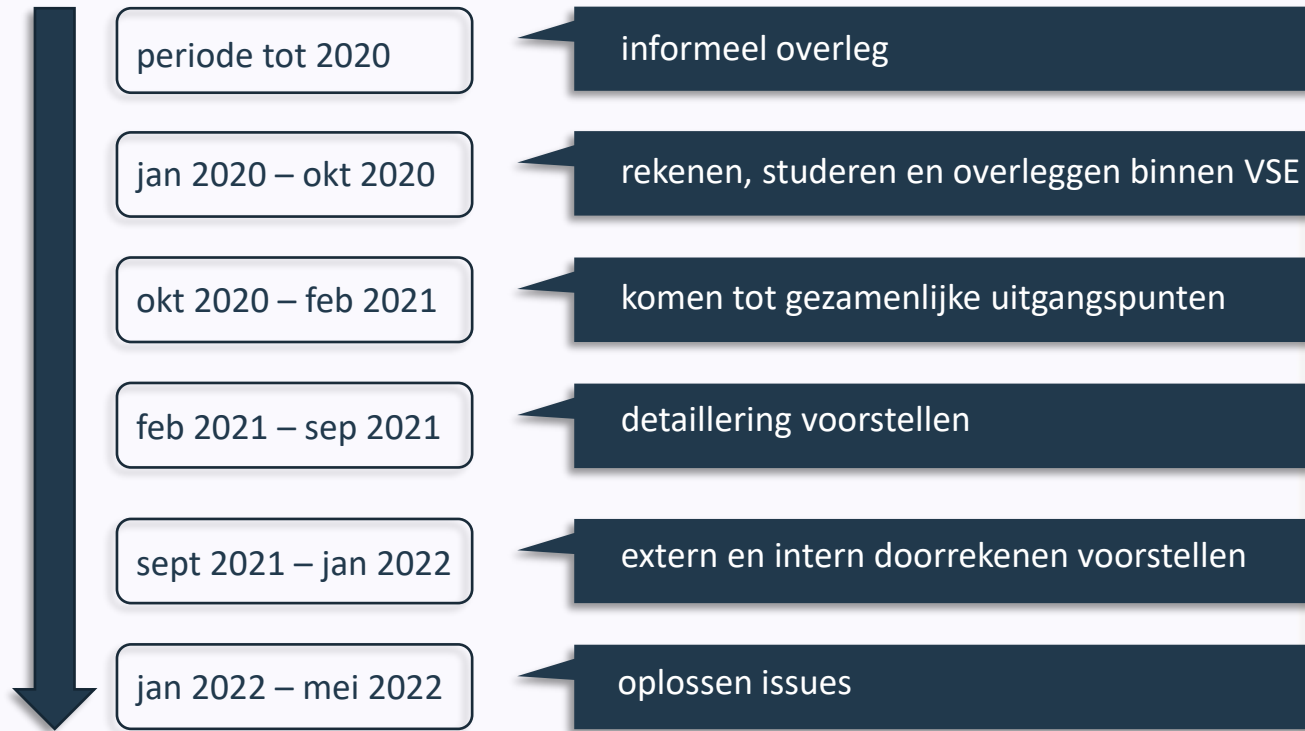 periode tot 2020
informeel overleg
jan 2020 – okt 2020
rekenen, studeren en overleggen binnen VSE
okt 2020 – feb 2021
komen tot gezamenlijke uitgangspunten
feb 2021 – sep 2021
detaillering voorstellen
sept 2021 – jan 2022
extern en intern doorrekenen voorstellen
jan 2022 – mei 2022
oplossen issues